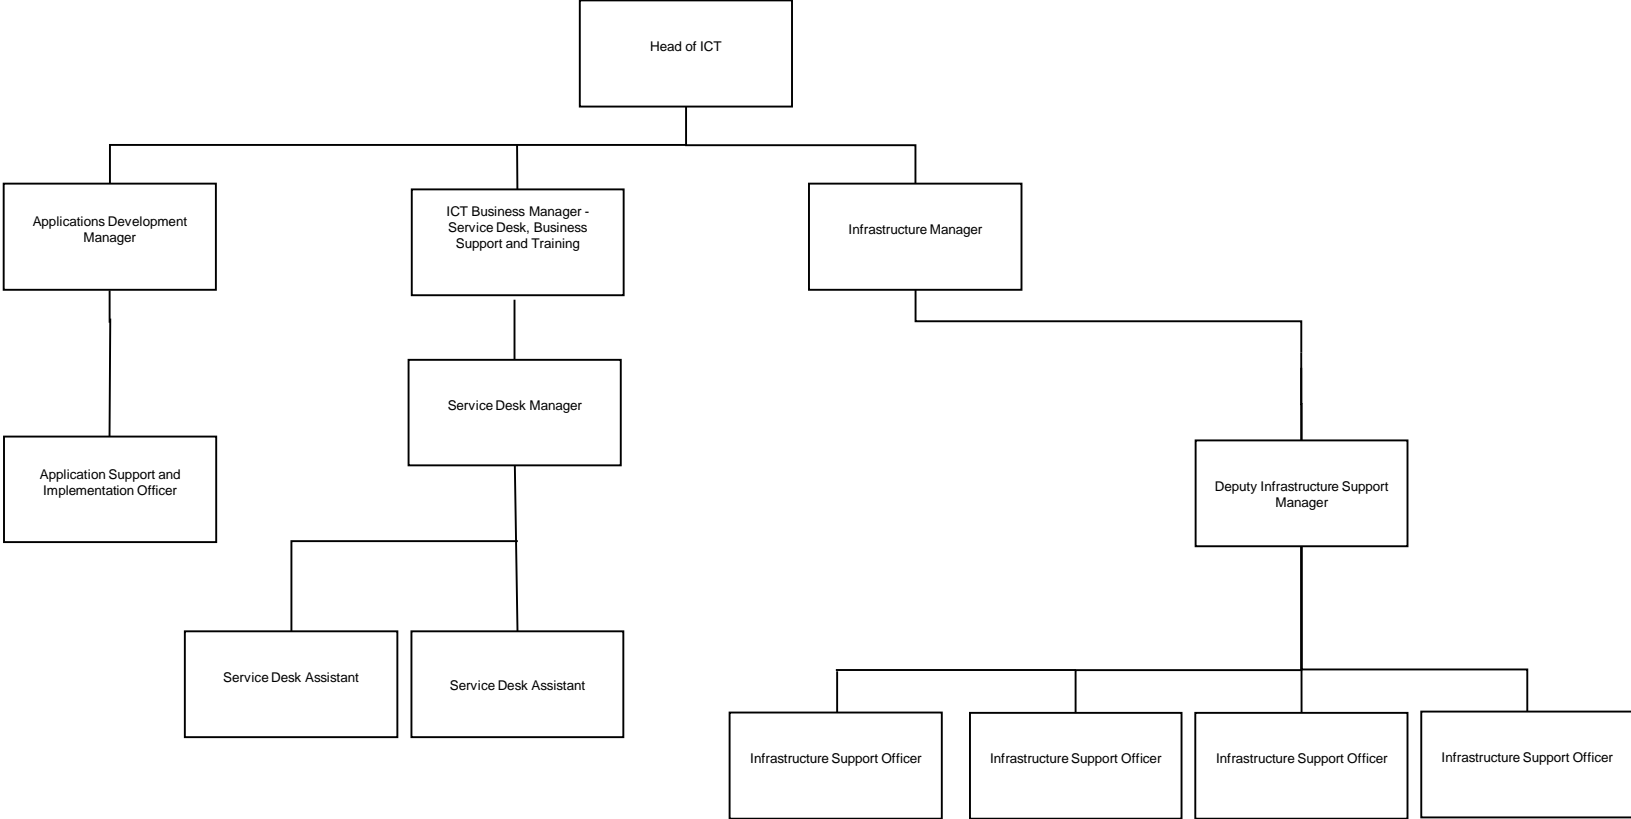 Head of ICT
Applications Development
Manager
ICT Business Manager -
Service Desk, Business
Support and Training
Infrastructure Manager
Service Desk Manager
Application Support and
Implementation Officer
Deputy Infrastructure Support
Manager
Service Desk Assistant
Service Desk Assistant
Infrastructure Support Officer
Infrastructure Support Officer
Infrastructure Support Officer
Infrastructure Support Officer